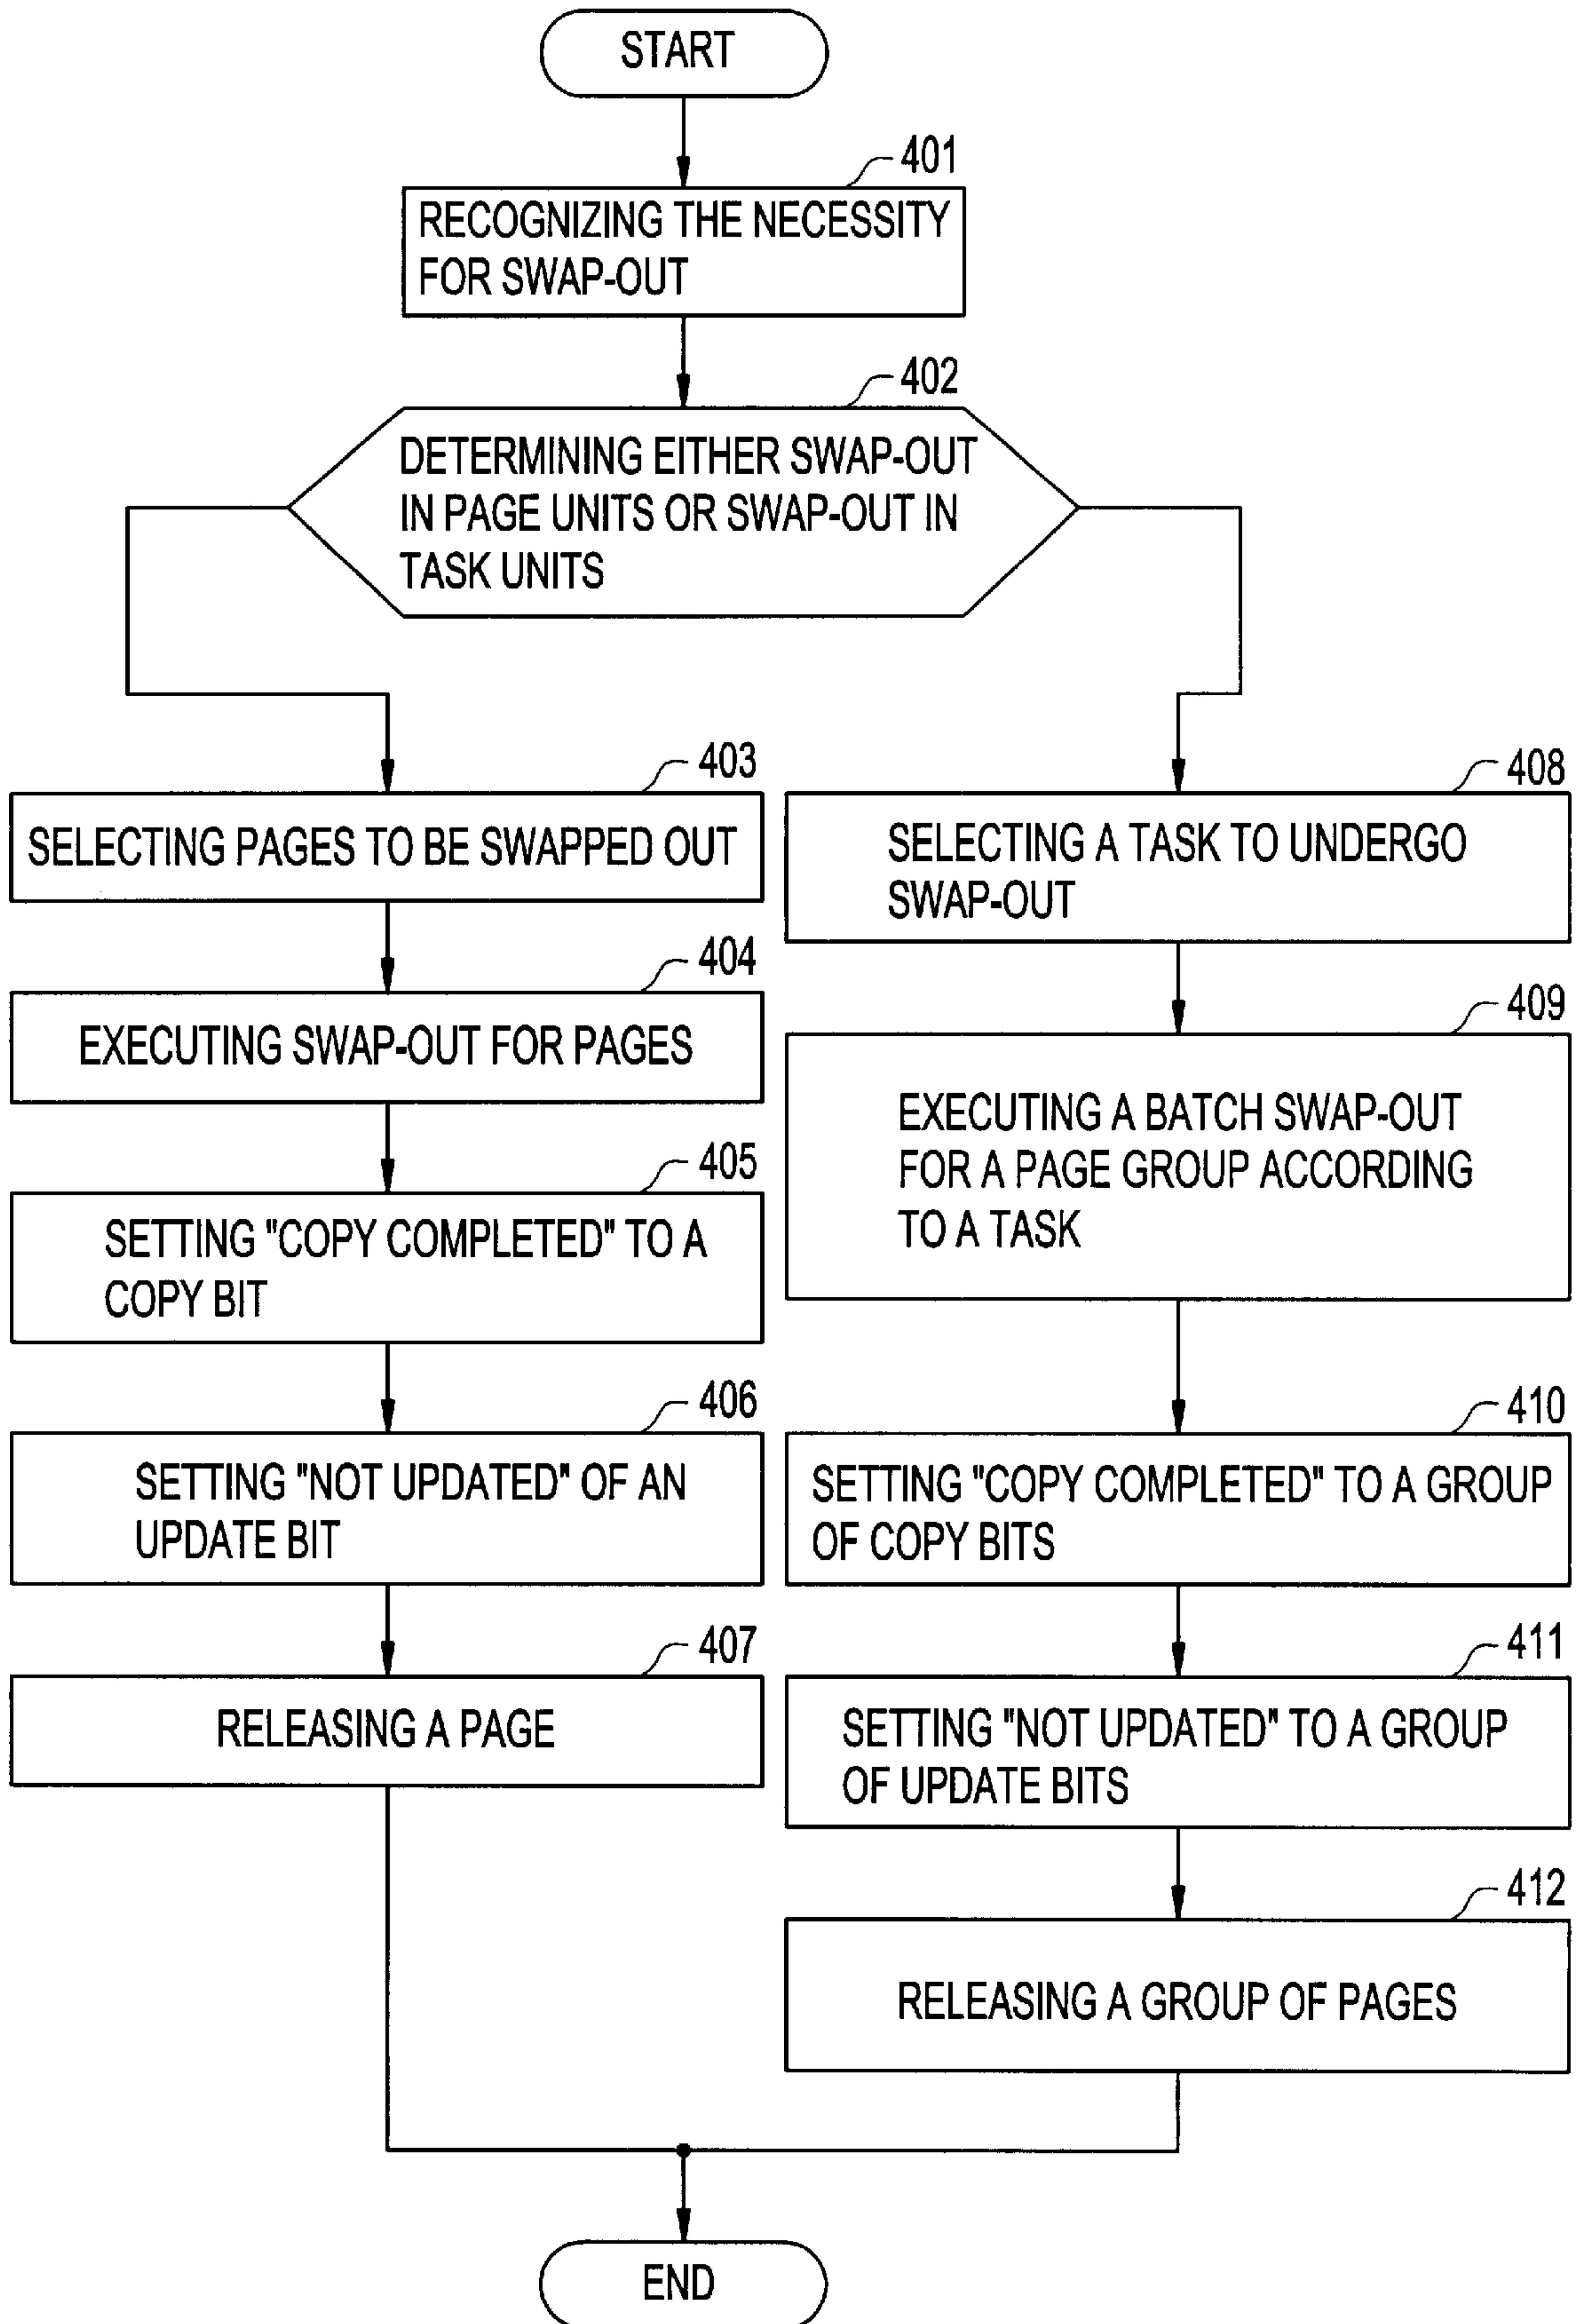 START
401
RECOGNIZING THE NECESSITY
FOR SWAP-OUT
402
DETERMINING EITHER SWAP-OUT
IN PAGE UNITS OR SWAP-OUT IN
TASK UNITS
403
SELECTING PAGES TO BE SWAPPED OUT
404
EXECUTING SWAP-OUT FOR PAGES
405
SETTING "COPY COMPLETED" TO A
COPY BIT
406
SETTING "NOT UPDATED" OF AN
UPDATE BIT
407
RELEASING A PAGE
408
SELECTING A TASK TO UNDERGO
SWAP-OUT
409
EXECUTING A BATCH SWAP-OUT
FOR A PAGE GROUP ACCORDING
TO A TASK
410
SETTING "COPY COMPLETED" TO A GROUP
OF COPY BITS
411
SETTING "NOT UPDATED" TO A GROUP
OF UPDATE BITS
412
RELEASING A GROUP OF PAGES
END